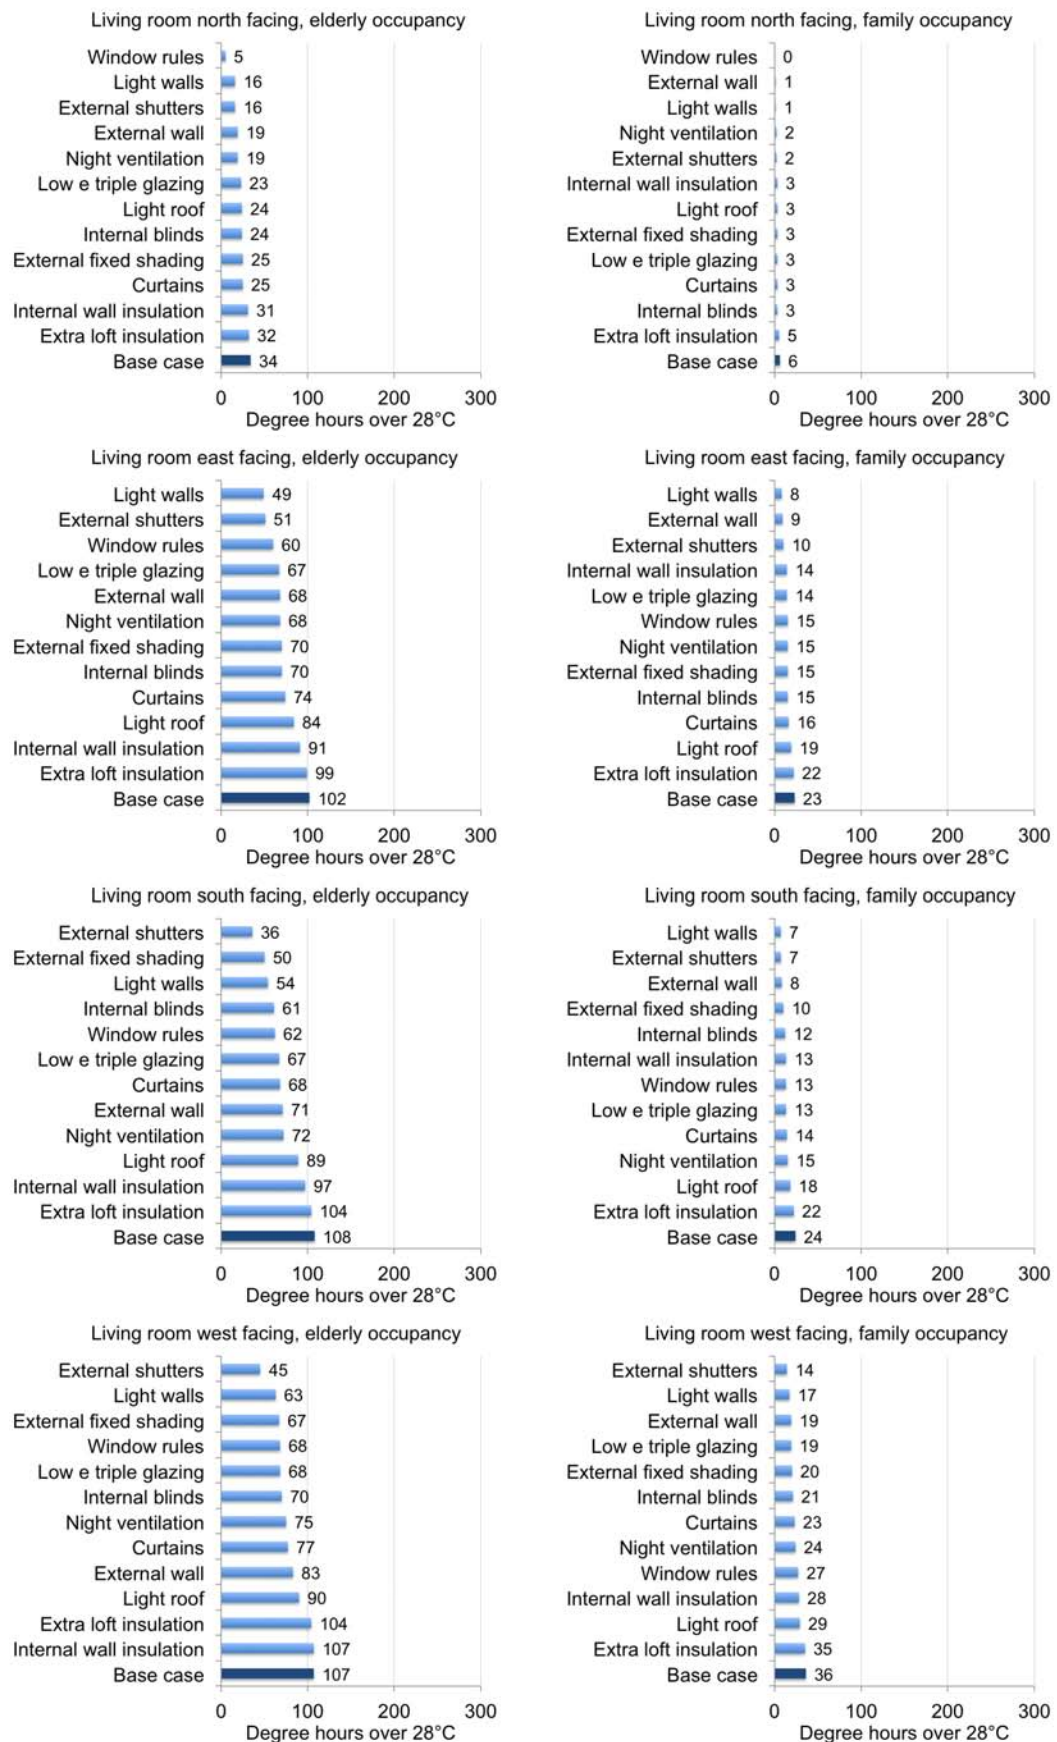 Living room north facing, elderly occupancy
Window rules 5
Light walls 16
External shutters 16
External wall 19
Night ventilation 19
Low e triple glazing 23
Light roof 24
Internal blinds 24
External fixed shading 25
Curtains 25
Internal wall insulation 31
Extra loft insulation 32
Base case 34
0 100 200 300
Degree hours over 28°C
Living room north facing, family occupancy
Window rules 0
External wall 1
Light walls 1
Night ventilation 2
External shutters 2
Internal wall insulation 3
Light roof 3
External fixed shading 3
Low e triple glazing 3
Curtains 3
Internal blinds 3
Extra loft insulation 5
Base case 6
0 100 200 300
Degree hours over 28°C
Living room east facing, elderly occupancy
Light walls 49
External shutters 51
Window rules 60
Low e triple glazing 67
External wall 68
Night ventilation 68
External fixed shading 70
Internal blinds 70
Curtains 74
Light roof 84
Internal wall insulation 91
Extra loft insulation 99
Base case 102
0 100 200 300
Degree hours over 28°C
Living room east facing, family occupancy
Light walls 8
External wall 9
External shutters 10
Internal wall insulation 14
Low e triple glazing 14
Window rules 15
Night ventilation 15
External fixed shading 15
Internal blinds 15
Curtains 16
Light roof 19
Extra loft insulation 22
Base case 23
0 100 200 300
Degree hours over 28°C
Living room south facing, elderly occupancy
External shutters 36
External fixed shading 50
Light walls 54
Internal blinds 61
Window rules 62
Low e triple glazing 67
Curtains 68
External wall 71
Night ventilation 72
Light roof 89
Internal wall insulation 97
Extra loft insulation 104
Base case 108
0 100 200 300
Degree hours over 28°C
Living room south facing, family occupancy
Light walls 7
External shutters 7
External wall 8
External fixed shading 10
Internal blinds 12
Internal wall insulation 13
Window rules 13
Low e triple glazing 13
Curtains 14
Night ventilation 15
Light roof 18
Extra loft insulation 22
Base case 24
0 100 200 300
Degree hours over 28°C
Living room west facing, elderly occupancy
External shutters 45
Light walls 63
External fixed shading 67
Window rules 68
Low e triple glazing 68
Internal blinds 70
Night ventilation 75
Curtains 77
External wall 83
Light roof 90
Extra loft insulation 104
Internal wall insulation 107
Base case 107
0 100 200 300
Degree hours over 28°C
Living room west facing, family occupancy
External shutters 14
Light walls 17
External wall 19
Low e triple glazing 19
External fixed shading 20
Internal blinds 21
Curtains 23
Night ventilation 24
Window rules 27
Internal wall insulation 28
Light roof 29
Extra loft insulation 35
Base case 36
0 100 200 300
Degree hours over 28°C